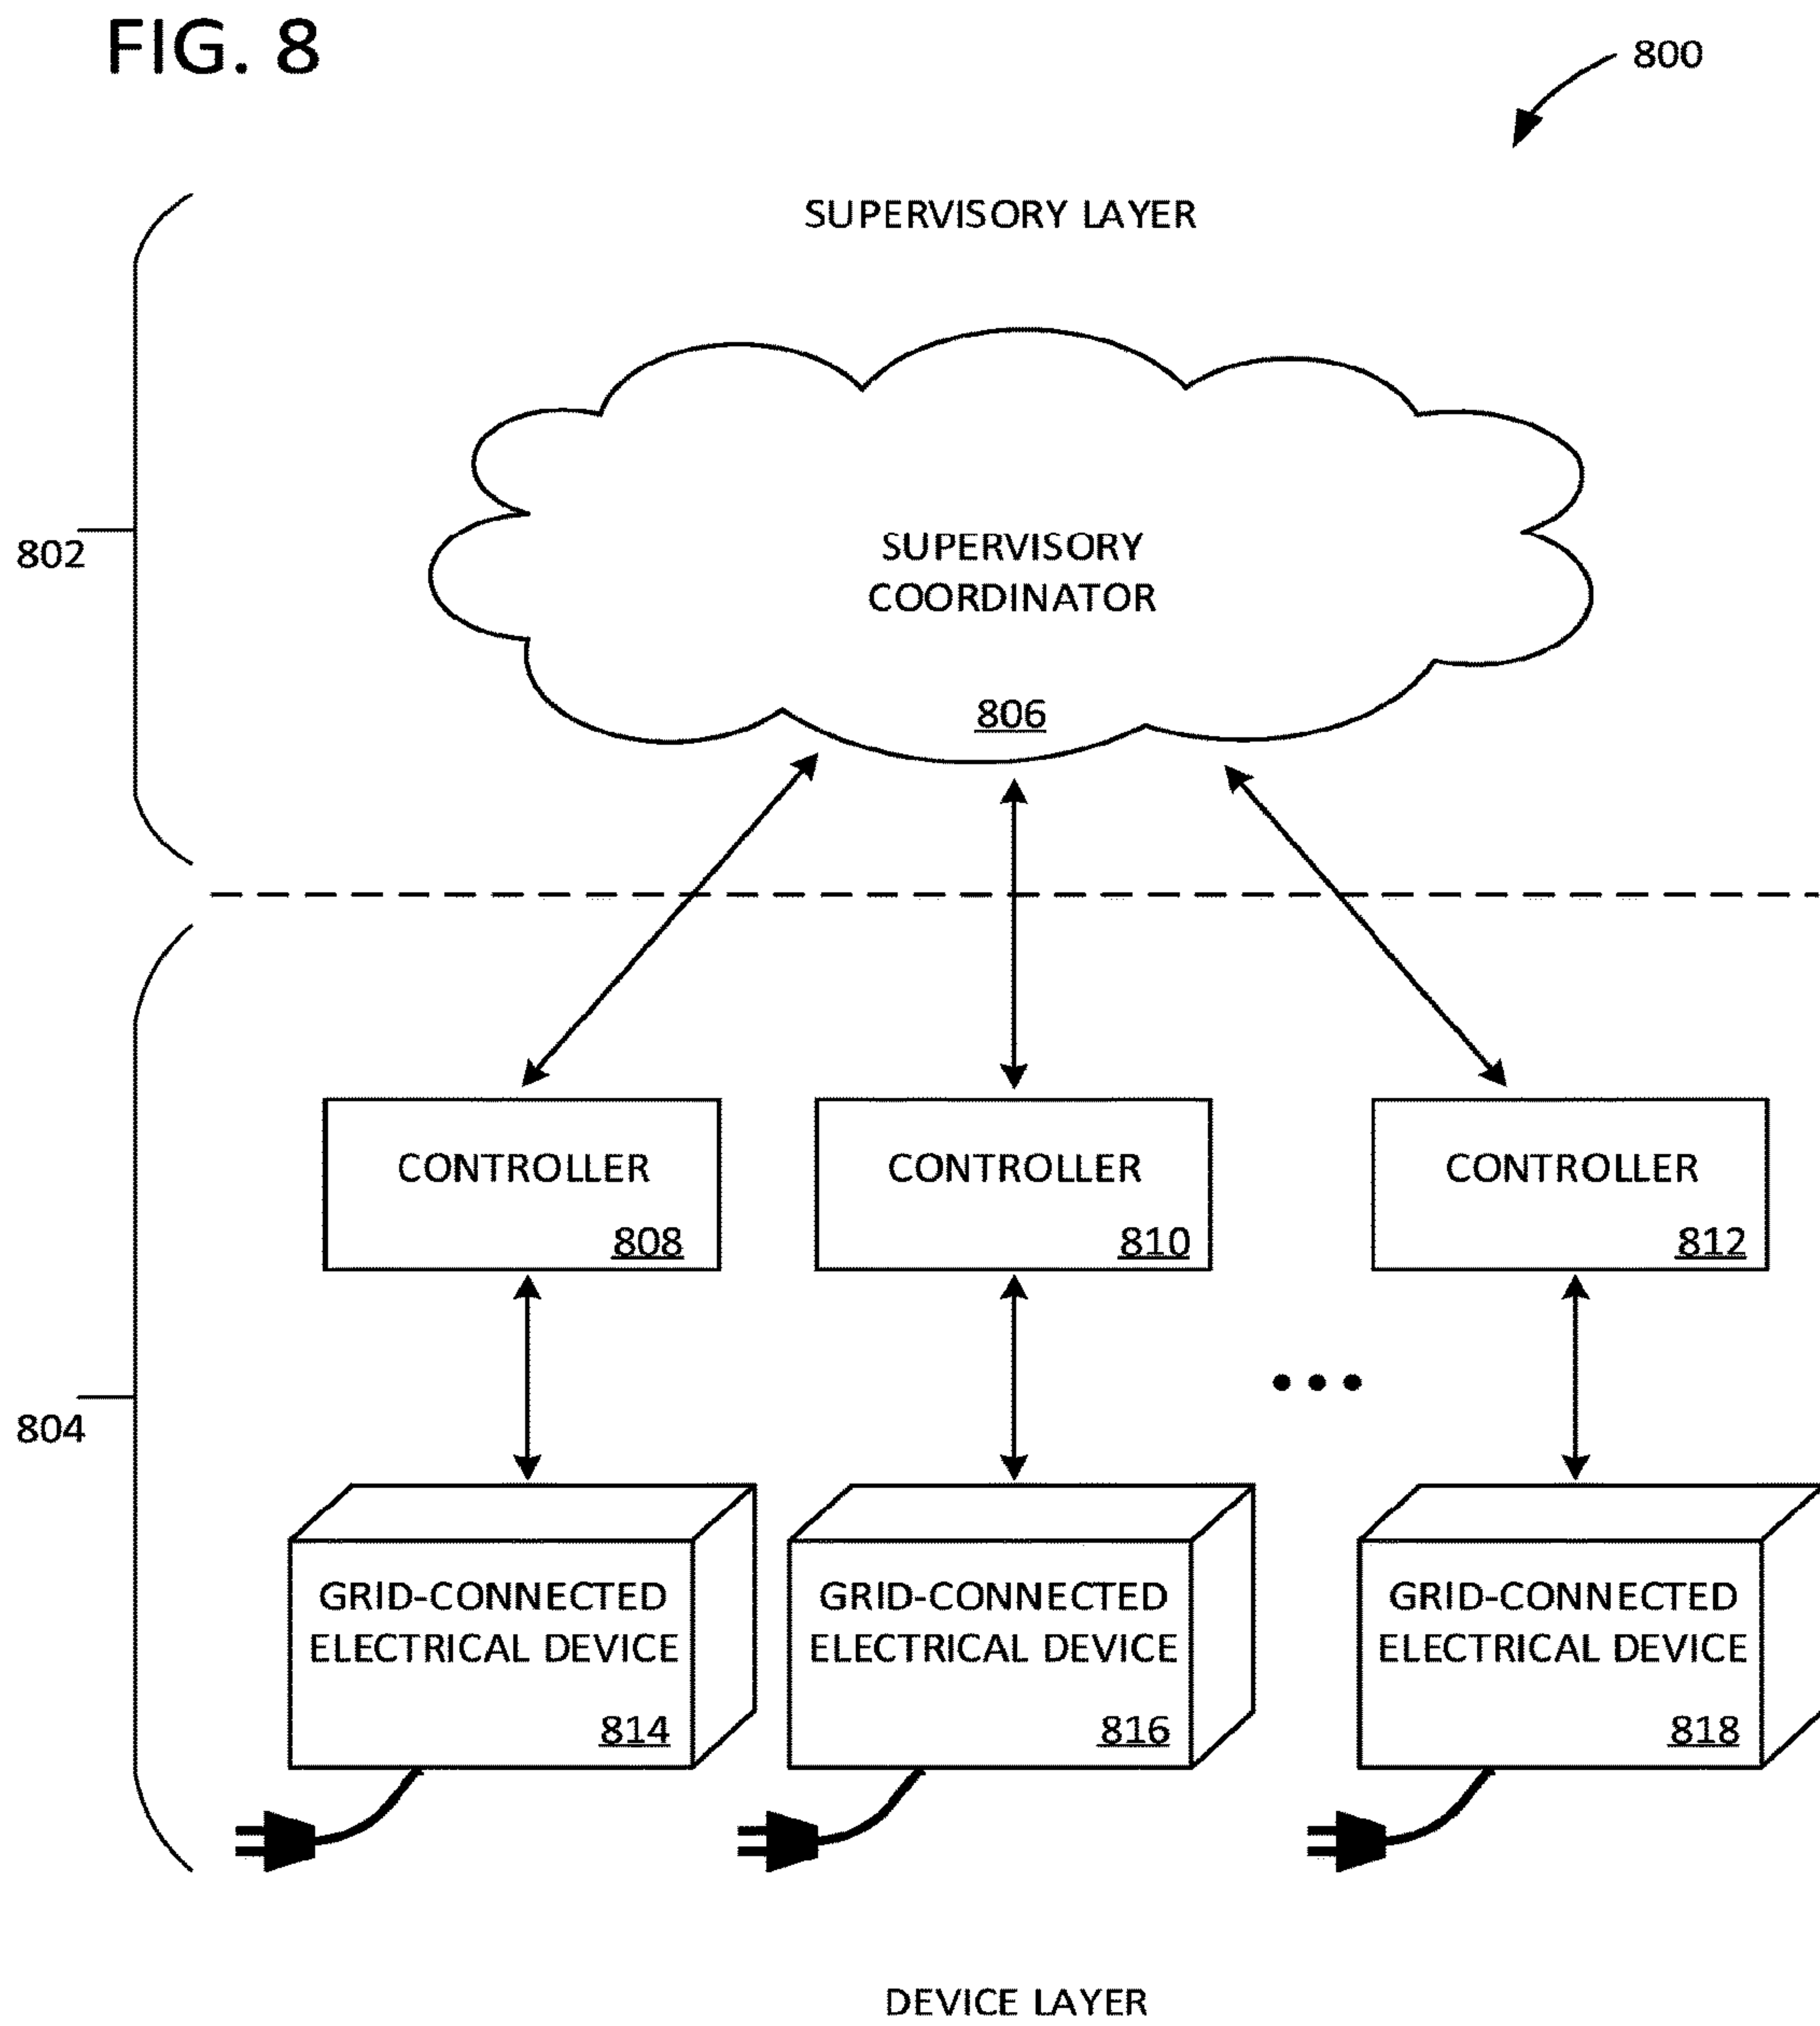 FIG. 8
800
SUPERVISORY LAYER
802
SUPERVISORY
COORDINATOR
806
CONTROLLER
808
CONTROLLER
810
CONTROLLER
812
804
GRID-CONNECTED
ELECTRICAL DEVICE
814
GRID-CONNECTED
ELECTRICAL DEVICE
816
GRID-CONNECTED
ELECTRICAL DEVICE
818
DEVICE LAYER